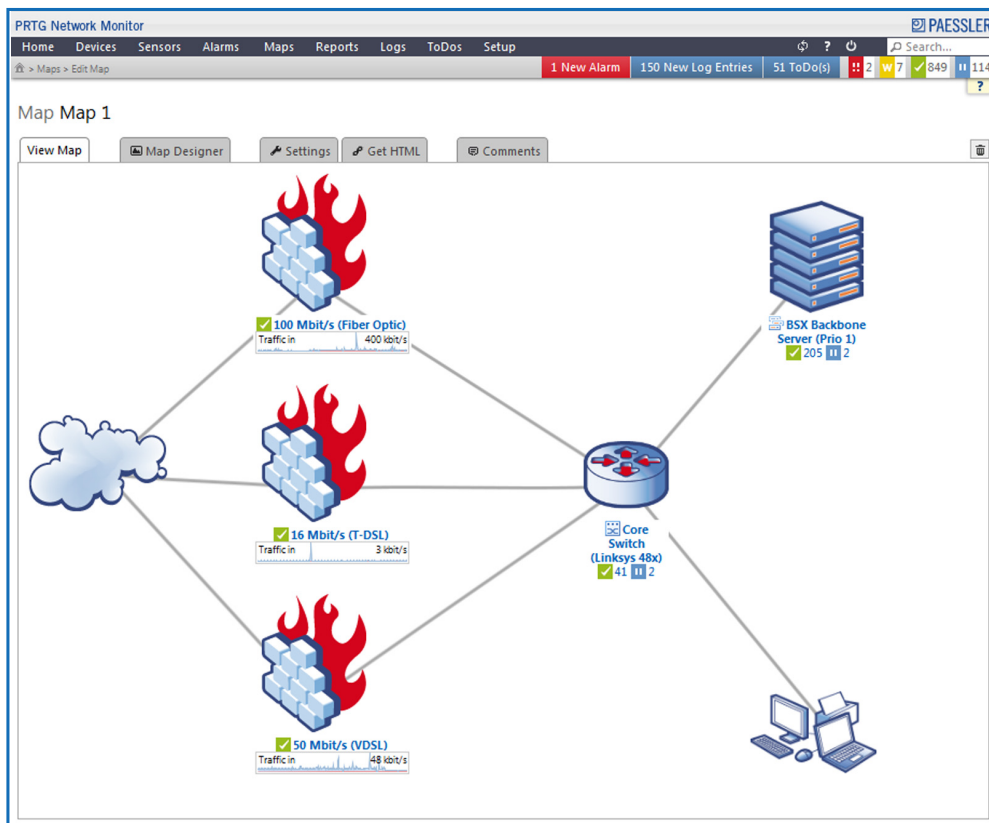 PRTG Network Monitor
PAESSLER
Home Devices Sensors Alarms Maps Reports Logs ToDos Setup ? Search...
> Maps > Edit Map 1 New Alarm 150 New Log Entries 51 ToDo(s) !! 2 W 7 849 114
?
Map Map 1
View Map Map Designer Settings Get HTML Comments
100 Mbit/s (Fiber Optic)
Traffic in 400 kbit/s
BSX Backbone
Server (Prio 1)
205 2
16 Mbit/s (T-DSL)
Traffic in 3 kbit/s
Core
Switch
(Linksys 48x)
41 2
50 Mbit/s (VDSL)
Traffic in 48 kbit/s